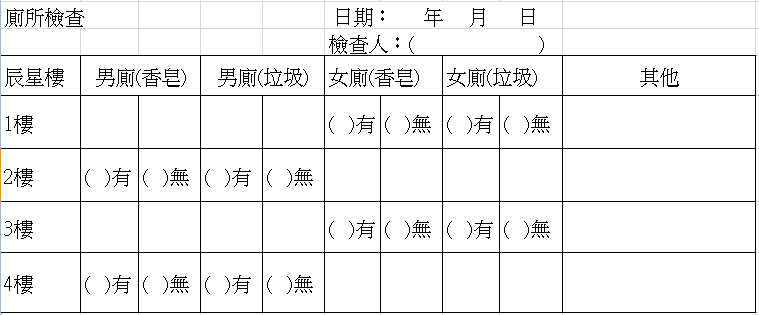 廁所檢查 日期： 年 月 日
檢查人：( )
辰星樓 男廁(香皂) 男廁(垃圾) 女廁(香皂) 女廁(垃圾) 其他
1樓 ( )有 ( )無 ( )有 ( )無
2樓 ( )有 ( )無 ( )有 ( )無
3樓 ( )有 ( )無 ( )有 ( )無
4樓 ( )有 ( )無 ( )有 ( )無